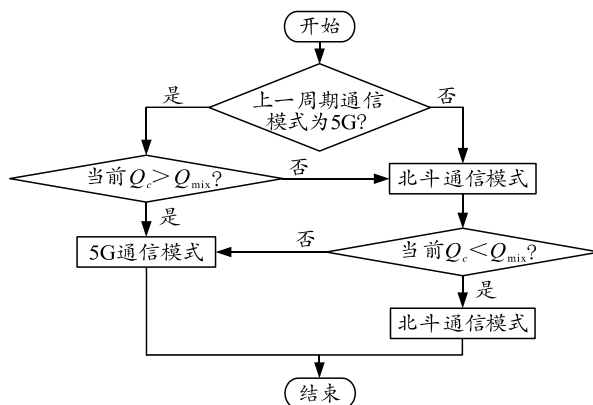 开始
上一周期通信
模式为5G?
是
否
当前Qc＞Qmix?
否
北斗通信模式
是
5G通信模式
否
当前Qc＜Qmix?
是
北斗通信模式
结束